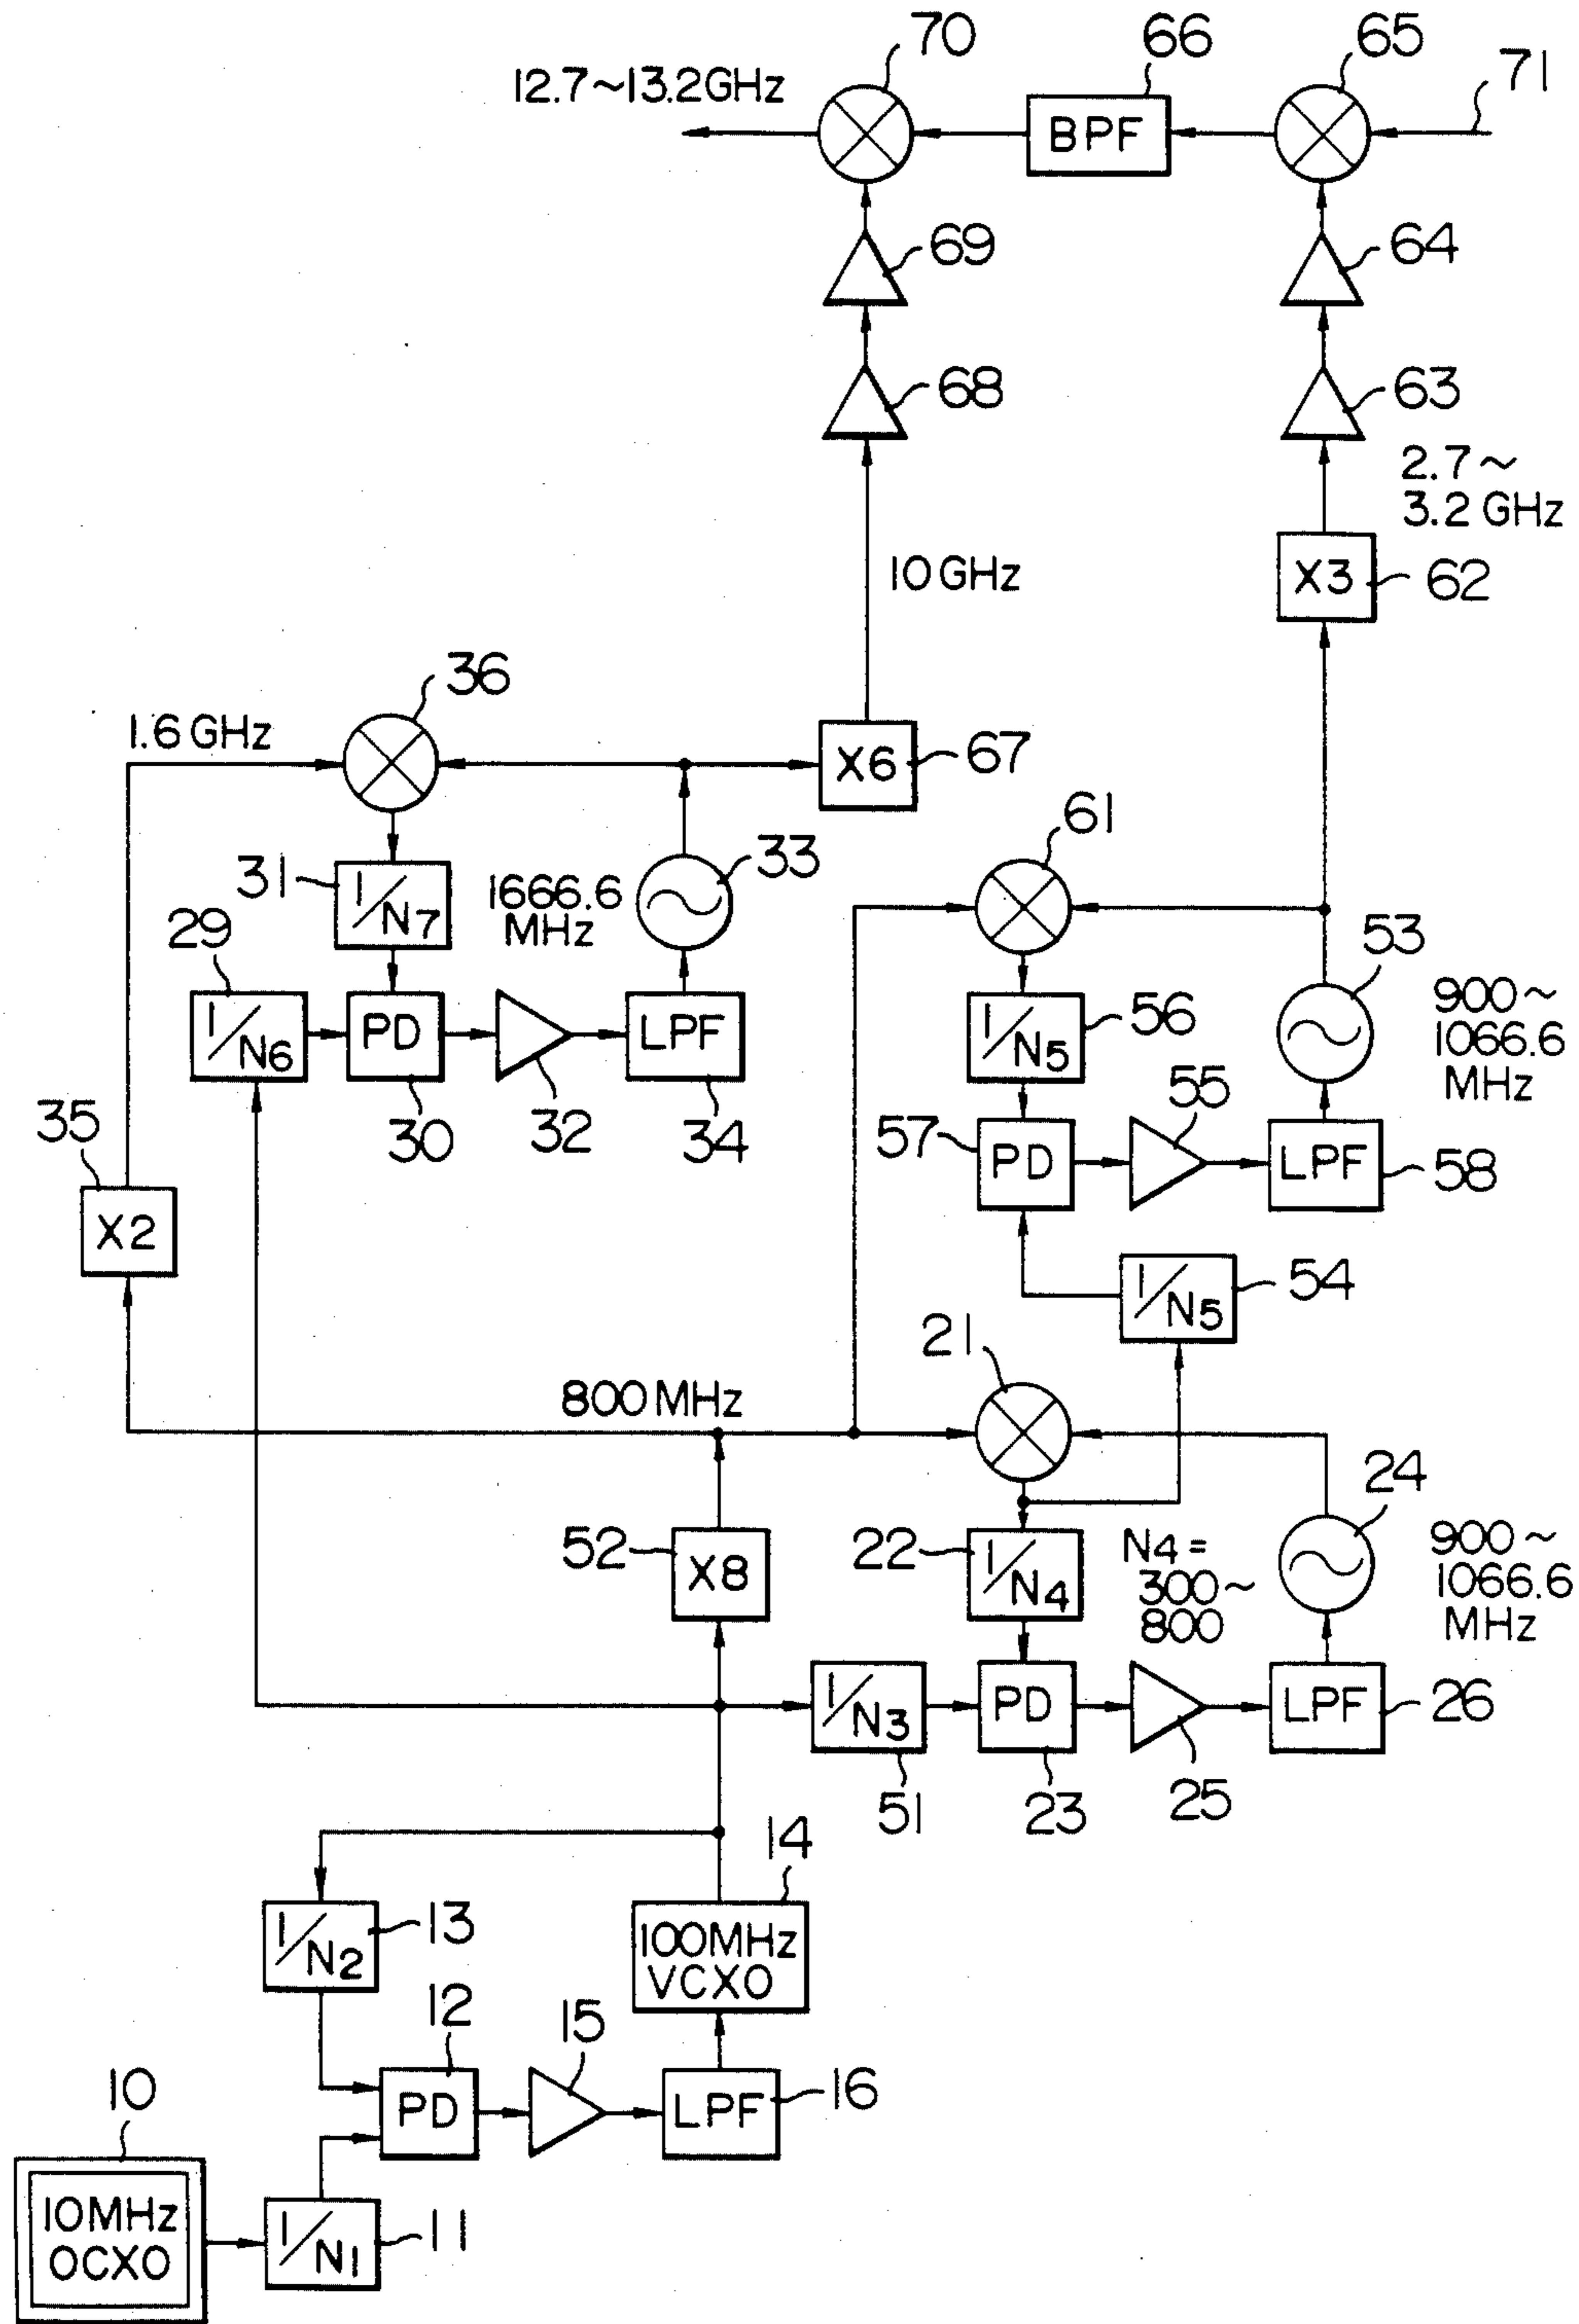 70
66
65
71
12.7~13.2GHz
BPF
69
64
68
63
2.7~
3.2 GHz
10 GHz
X3
62
36
1.6 GHz
X6
67
61
31
1/N7
1666.6
MHz
33
29
1/N6
PD
LPF
30
32
34
53
900~
1066.6
MHz
1/N5
56
55
57
PD
LPF
58
35
X2
1/N5
54
21
800 MHz
24
52
X8
22
1/N4
N4=
300~
800
900~
1066.6
MHz
1/N3
PD
LPF
26
51
23
25
14
1/N2
13
100MHz
VCXO
12
15
10
PD
LPF
16
10MHz
OCXO
1/N1
11